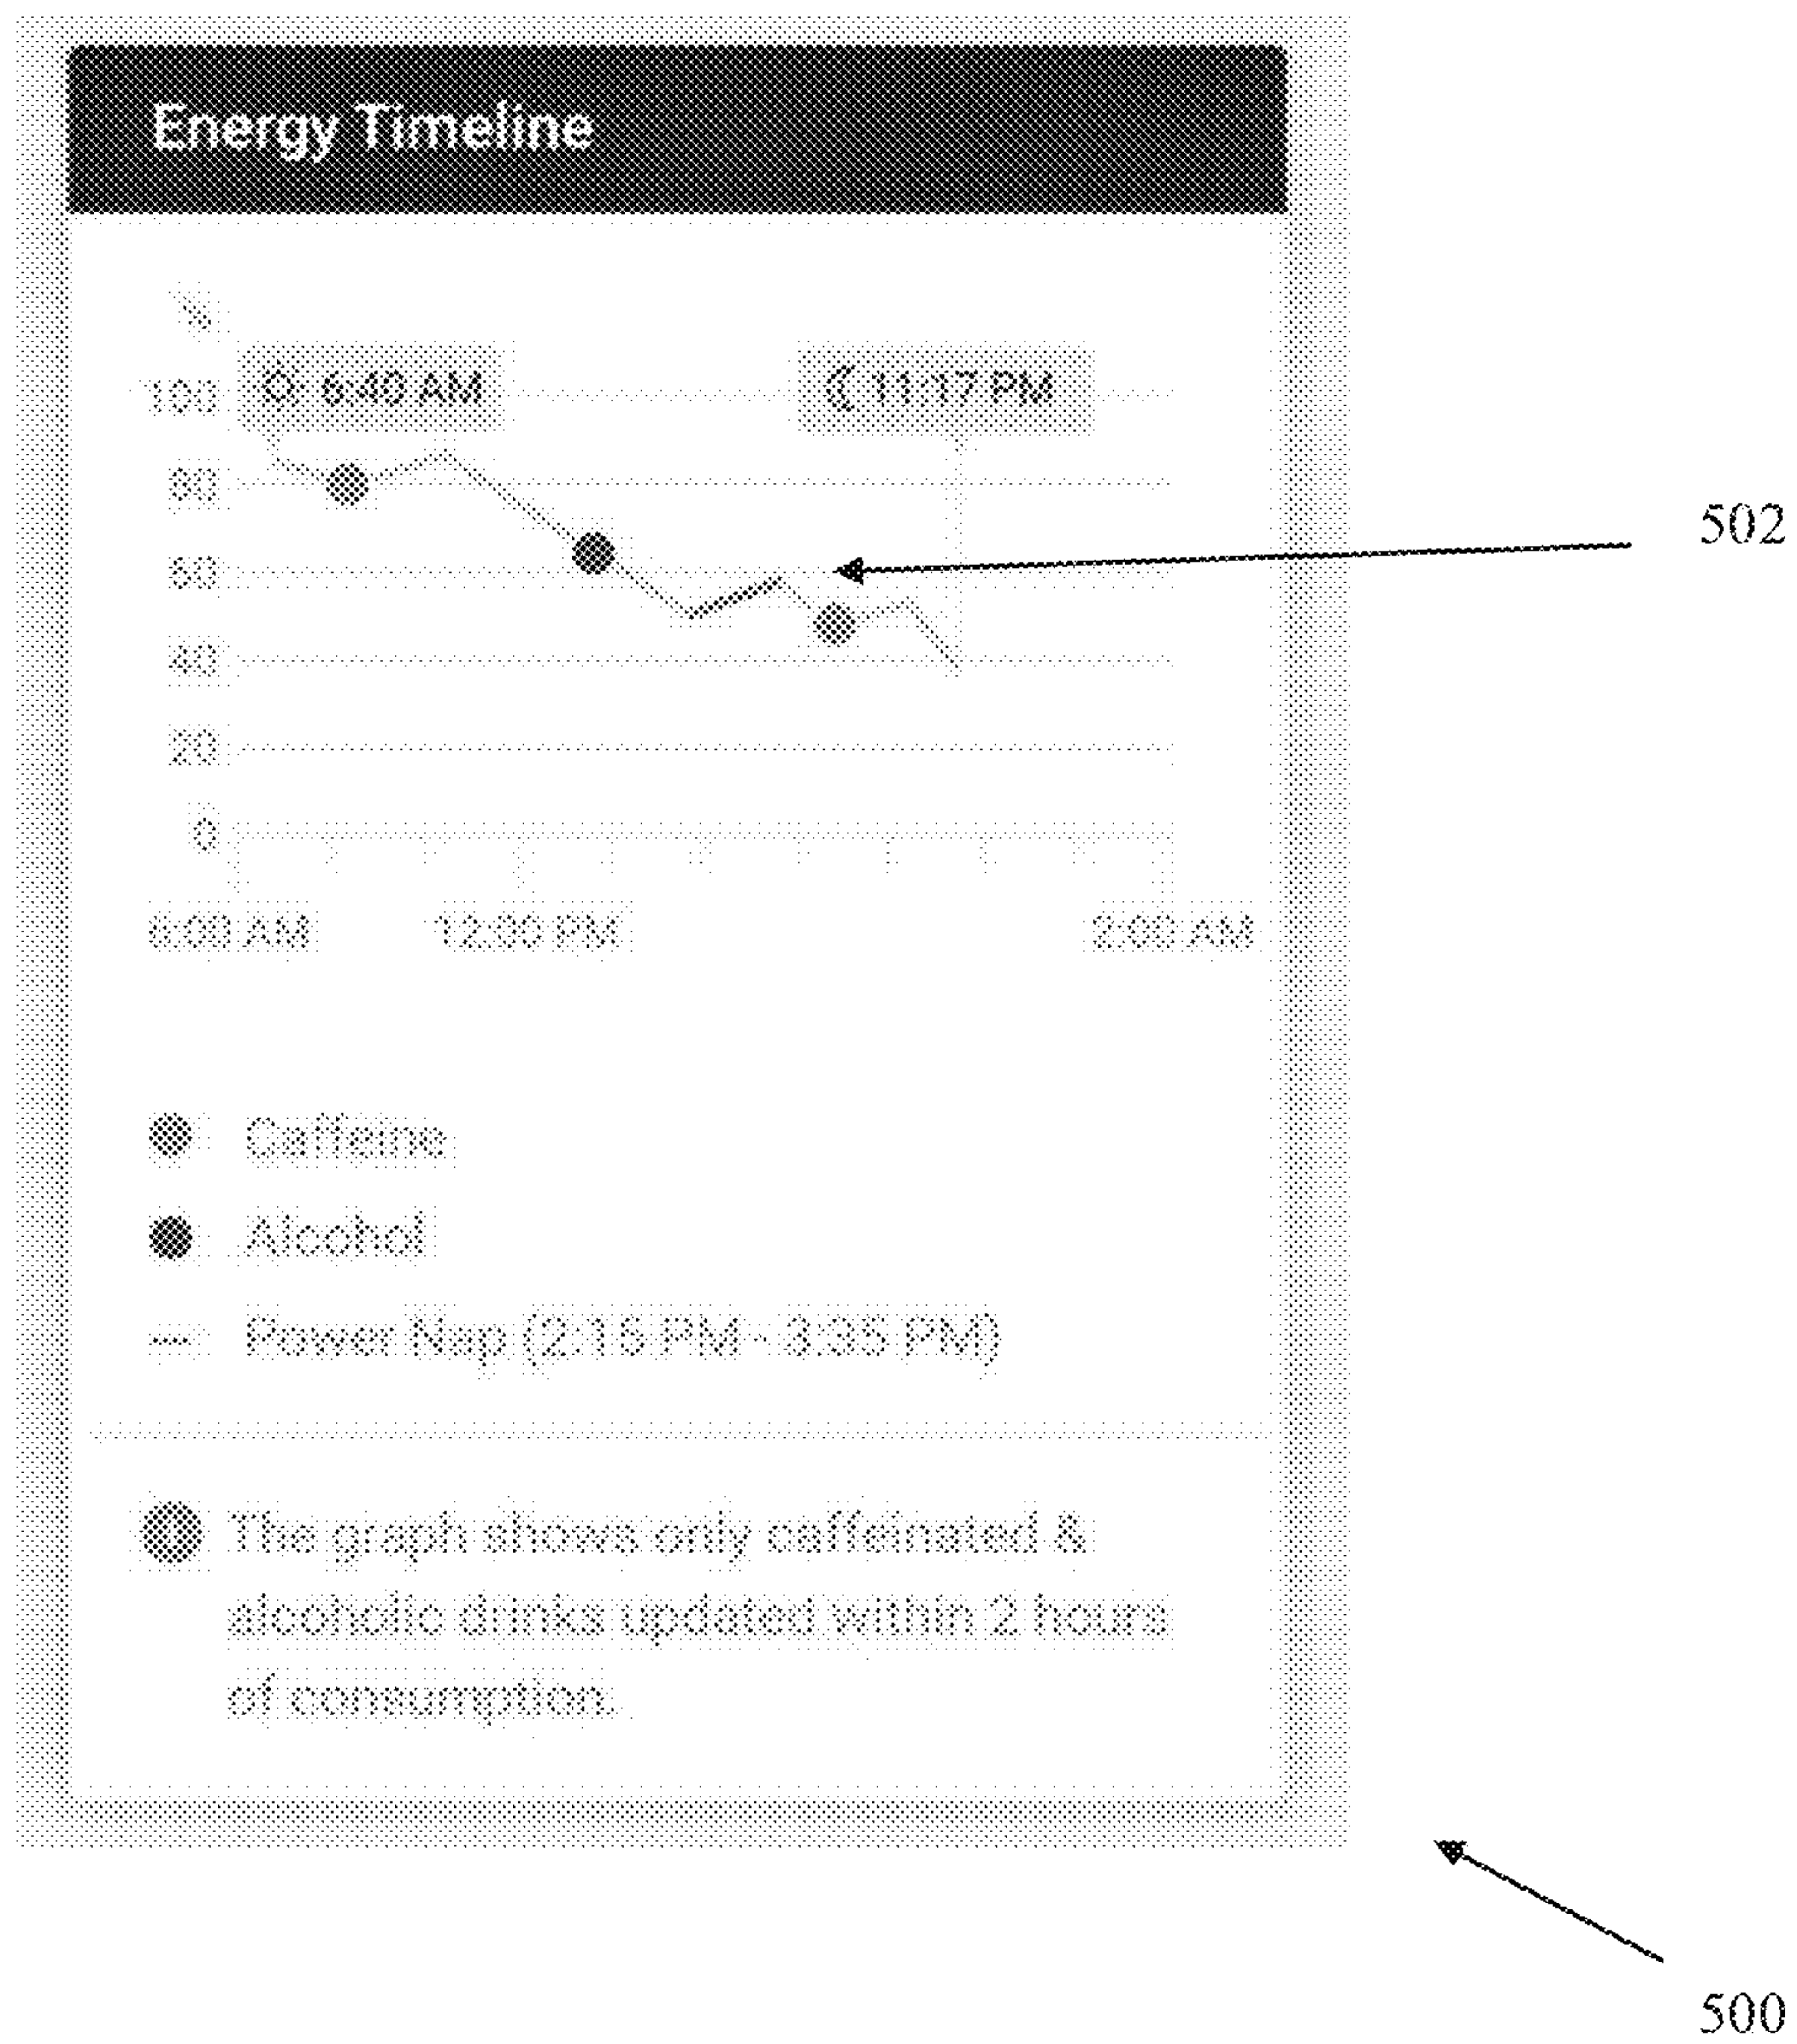 Energy Timeline
%
100
6:40 AM
11:17 PM
80
502
60
40
20
0
6:00 AM
12:00 PM
2:00 AM
Caffeine
Alcohol
Power Nap (2:15 PM - 3:35 PM)
The graph shows only caffeinated &
alcoholic drinks updated within 2 hours
of consumption.
500